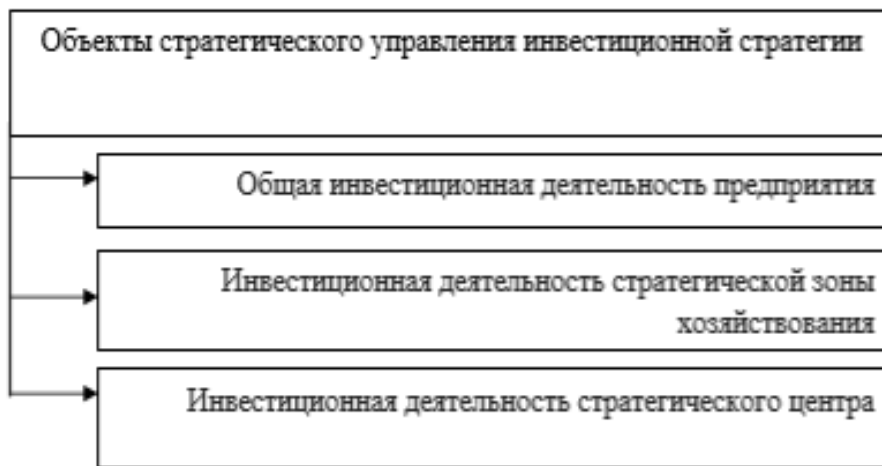 Объекты стратегического управления инвестиционной стратегии
Общая инвестиционная деятельность предприятия
Инвестиционная деятельность стратегической зоны
хозяйствования
Инвестиционная деятельность стратегического центра